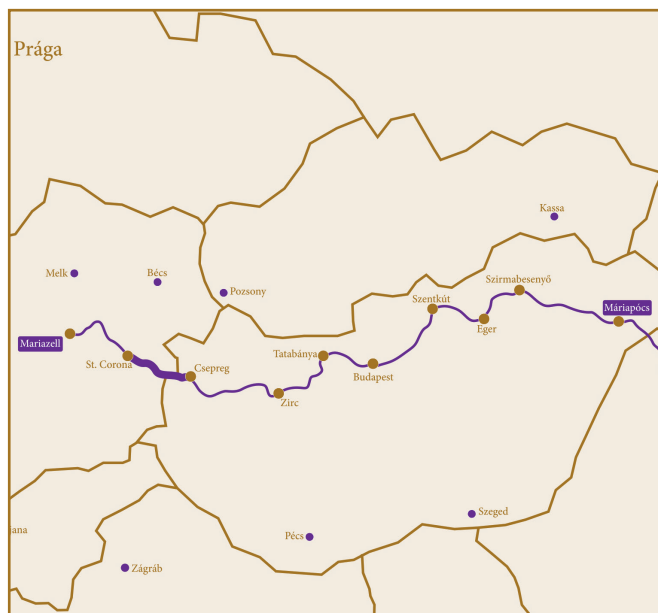 Prága
Kassa
Melk
Bécs
Pozsony
Szirmabesenyő
Szentkút
Máriapócs
Mariazell
Eger
St. Corona
Tatabánya
Csepreg
Budapest
Zirc
Szeged
ana
Pécs
Zágráb